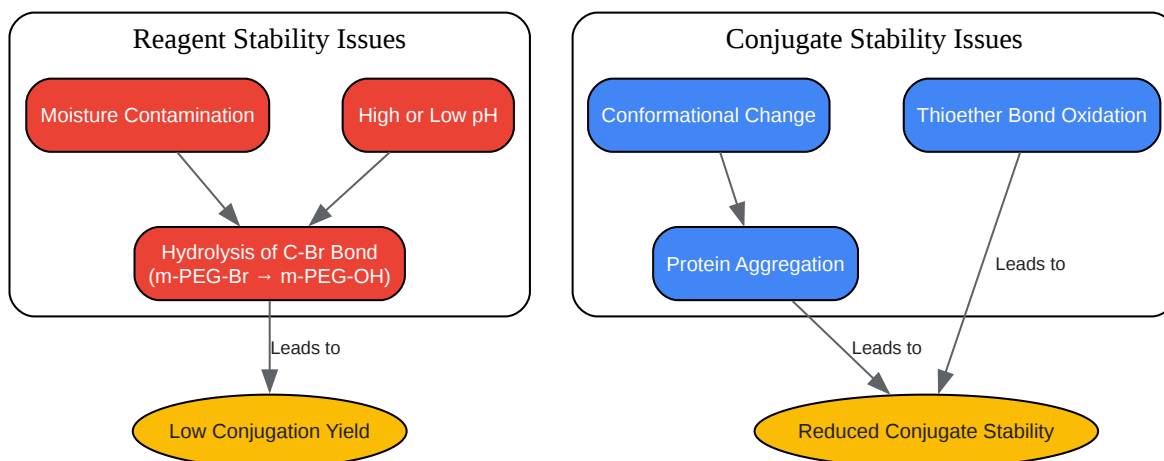 Reagent Stability Issues
Moisture Contamination
High or Low pH
Hydrolysis of C-Br Bond
(m-PEG-Br → m-PEG-OH)
Leads to
Low Conjugation Yield
Conjugate Stability Issues
Conformational Change
Thioether Bond Oxidation
Protein Aggregation
Leads to
Leads to
Reduced Conjugate Stability